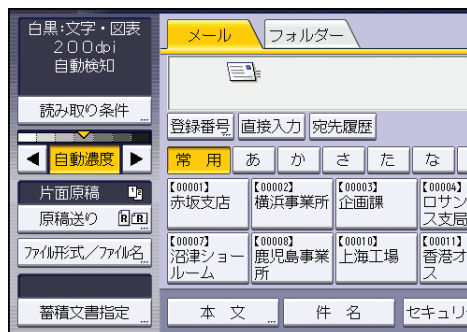 白黒:文字・図表
200dpi
自動検知
読み取り条件
自動濃度
片面原稿
原稿送り
ファイル形式/ファイル名
蓄積文書指定
メール
フォルダー
登録番号
直接入力
宛先履歴
常用
あ
か
さ
た
な
【00001】
赤坂支店
【00002】
横浜事業所
【00003】
企画課
【00004】
ロサン
ス支局
【00007】
沼津ショー
ルーム
【00008】
鹿児島事業
所
【00010】
上海工場
【00011】
香港オ
ス
本文
件名
セキュリ